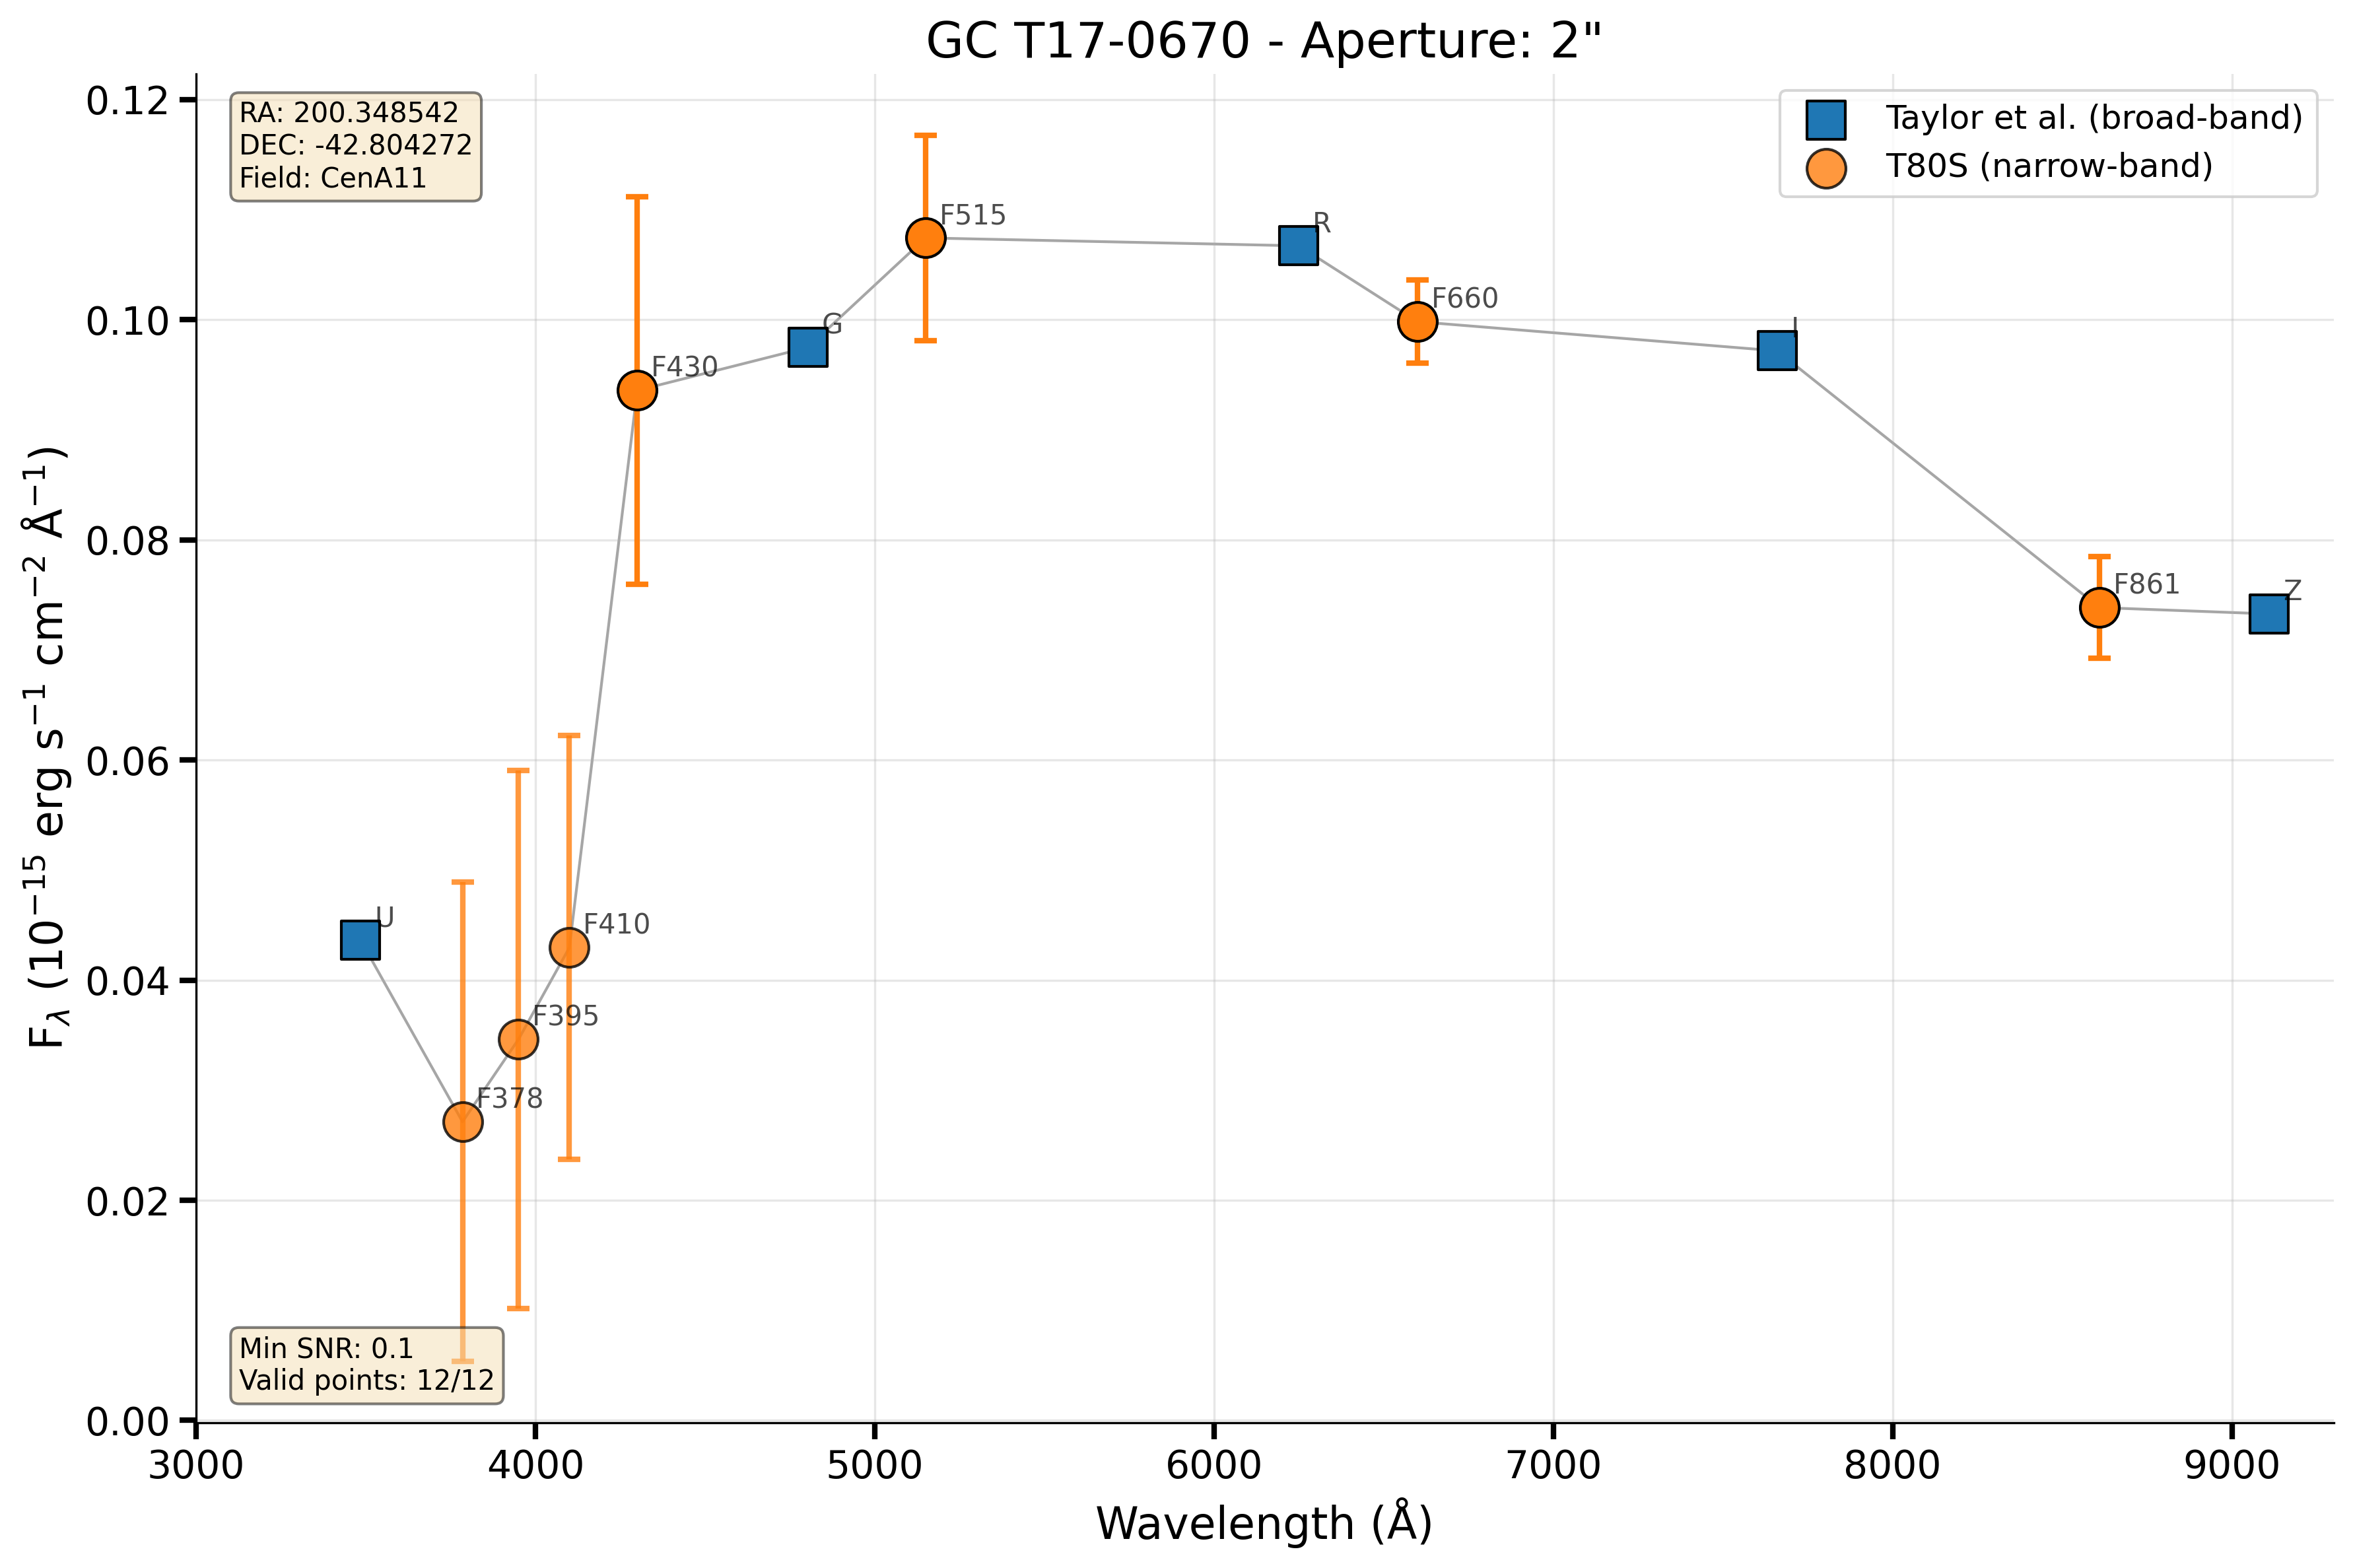 GC T17-0670 - Aperture: 2"
RA: 200.348542
DEC: -42.804272
Field: CenA11
Taylor et al. (broad-band)
T80S (narrow-band)
F515
R
F660
G
I
F430
F861
Z
U
F410
F395
F378
Min SNR: 0.1
Valid points: 12/12
0.12
0.10
0.08
0.06
0.04
0.02
0.00
3000 4000 5000 6000 7000 8000 9000
Wavelength (Å)
F_λ (10⁻¹⁵ erg s⁻¹ cm⁻² Å⁻¹)